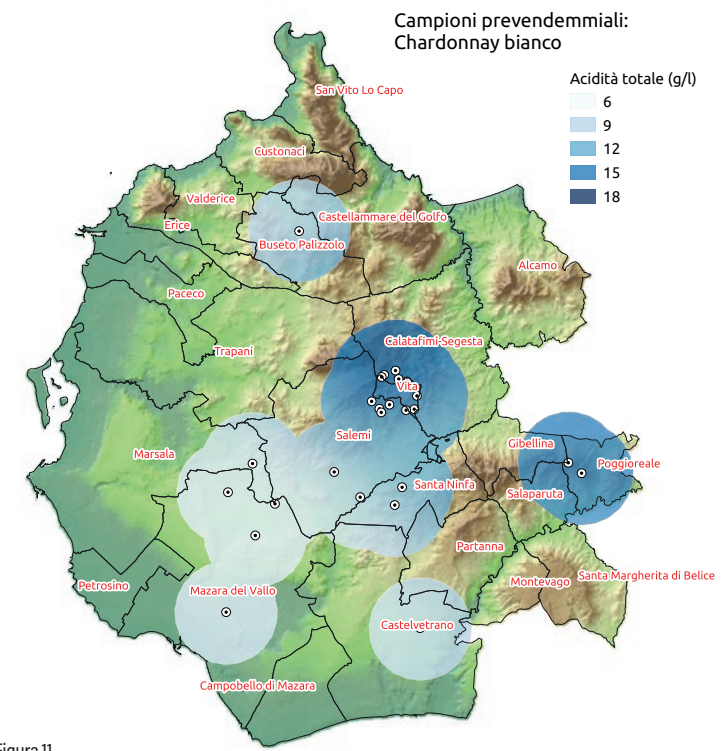 Campioni prevendemmiali:
Chardonnay bianco
Acidità totale (g/l)
6
9
12
15
18
San Vito Lo Capo
Custonaci
Valderice
Castellammare del Golfo
Erice
Buseto Palizzolo
Alcamo
Paceco
Calatafimi-Segesta
Trapani
Vita
Salemi
Gibellina
Marsala
Poggioreale
Santa Ninfa
Salaparuta
Partanna
Santa Margherita di Belice
Montevago
Petrosino
Mazara del Vallo
Castelvetrano
Campobello di Mazara
Figura 11